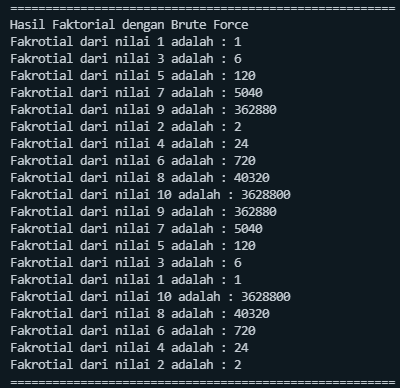 =======================================================
Hasil Faktorial dengan Brute Force
Fakrotial dari nilai 1 adalah : 1
Fakrotial dari nilai 3 adalah : 6
Fakrotial dari nilai 5 adalah : 120
Fakrotial dari nilai 7 adalah : 5040
Fakrotial dari nilai 9 adalah : 362880
Fakrotial dari nilai 2 adalah : 2
Fakrotial dari nilai 4 adalah : 24
Fakrotial dari nilai 6 adalah : 720
Fakrotial dari nilai 8 adalah : 40320
Fakrotial dari nilai 10 adalah : 3628800
Fakrotial dari nilai 9 adalah : 362880
Fakrotial dari nilai 7 adalah : 5040
Fakrotial dari nilai 5 adalah : 120
Fakrotial dari nilai 3 adalah : 6
Fakrotial dari nilai 1 adalah : 1
Fakrotial dari nilai 10 adalah : 3628800
Fakrotial dari nilai 8 adalah : 40320
Fakrotial dari nilai 6 adalah : 720
Fakrotial dari nilai 4 adalah : 24
Fakrotial dari nilai 2 adalah : 2
=======================================================